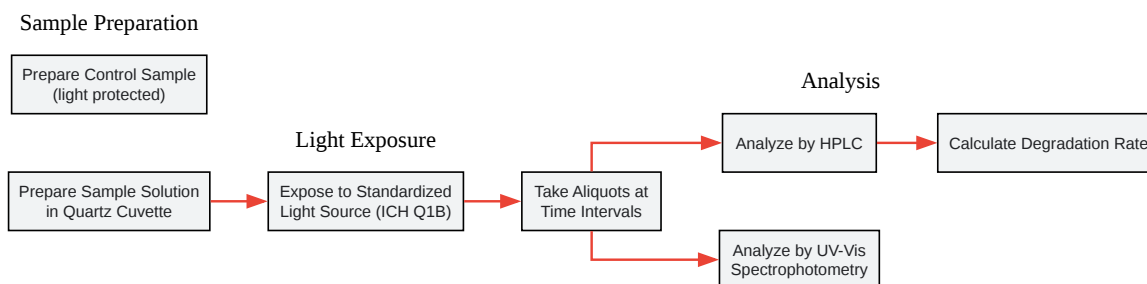 Sample Preparation
Prepare Control Sample
(light protected)
Prepare Sample Solution
in Quartz Cuvette
Light Exposure
Expose to Standardized
Light Source (ICH Q1B)
Take Aliquots at
Time Intervals
Analysis
Analyze by HPLC
Calculate Degradation Rate
Analyze by UV-Vis
Spectrophotometry